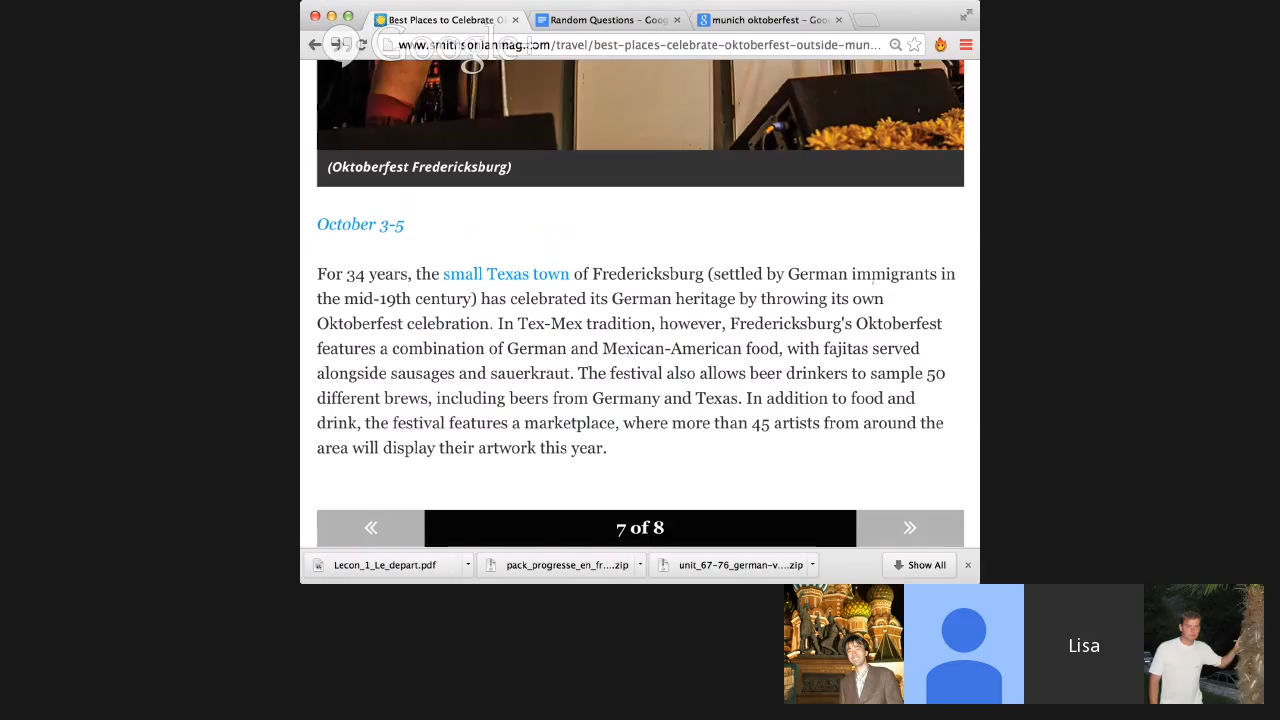 Best Places to Celebrate O
Random Questions – Goog
munich oktoberfest – Goo
Google+
www.smithsonianmag.com/travel/best-places-celebrate-oktoberfest-outside-mun...
(Oktoberfest Fredericksburg)
October 3-5
For 34 years, the small Texas town of Fredericksburg (settled by German immigrants in
the mid-19th century) has celebrated its German heritage by throwing its own
Oktoberfest celebration. In Tex-Mex tradition, however, Fredericksburg's Oktoberfest
features a combination of German and Mexican-American food, with fajitas served
alongside sausages and sauerkraut. The festival also allows beer drinkers to sample 50
different brews, including beers from Germany and Texas. In addition to food and
drink, the festival features a marketplace, where more than 45 artists from around the
area will display their artwork this year.
« 7 of 8 »
Lecon_1_Le_depart.pdf
pack_progresse_en_fr....zip
unit_67-76_german-v....zip
Show All
Lisa